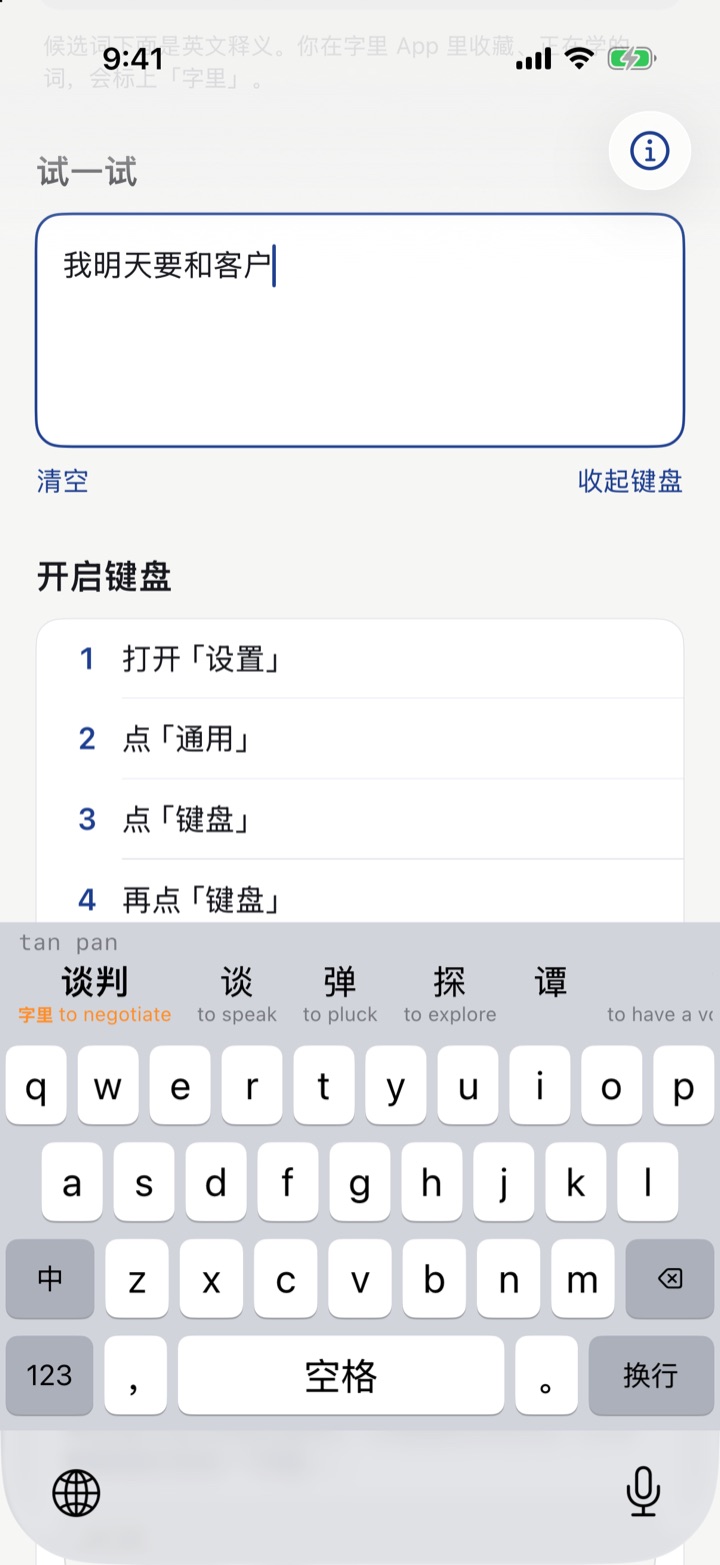 候选词下面是英文释义。你在字里 App 里收藏、正在学的
词，会标上「字里」。
9:41
试一试
我明天要和客户
清空
收起键盘
开启键盘
1 打开「设置」
2 点「通用」
3 点「键盘」
4 再点「键盘」
tan pan
谈判 谈 弹 探 谭
字里 to negotiate to speak to pluck to explore to have a
q w e r t y u i o p
a s d f g h j k l
中 z x c v b n m
123 ， 空格 。 换行